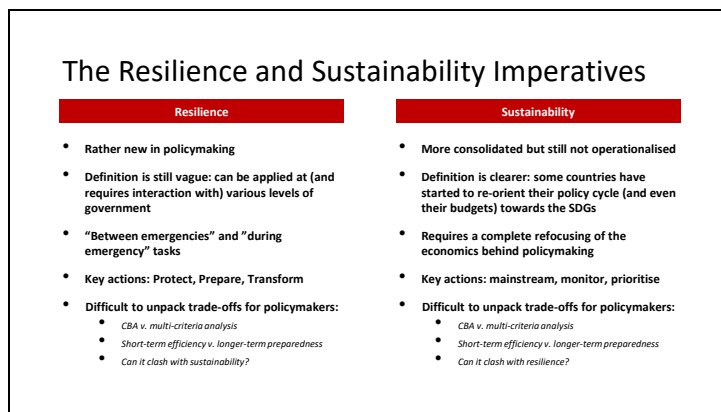 The Resilience and Sustainability Imperatives
Resilience
• Rather new in policymaking
• Definition is still vague: can be applied at (and
requires interaction with) various levels of
government
• “Between emergencies” and ”during
emergency” tasks
• Key actions: Protect, Prepare, Transform
• Difficult to unpack trade-offs for policymakers:
• CBA v. multi-criteria analysis
• Short-term efficiency v. longer-term preparedness
• Can it clash with sustainability?
Sustainability
• More consolidated but still not operationalised
• Definition is clearer: some countries have
started to re-orient their policy cycle (and even
their budgets) towards the SDGs
• Requires a complete refocusing of the
economics behind policymaking
• Key actions: mainstream, monitor, prioritise
• Difficult to unpack trade-offs for policymakers:
• CBA v. multi-criteria analysis
• Short-term efficiency v. longer-term preparedness
• Can it clash with resilience?